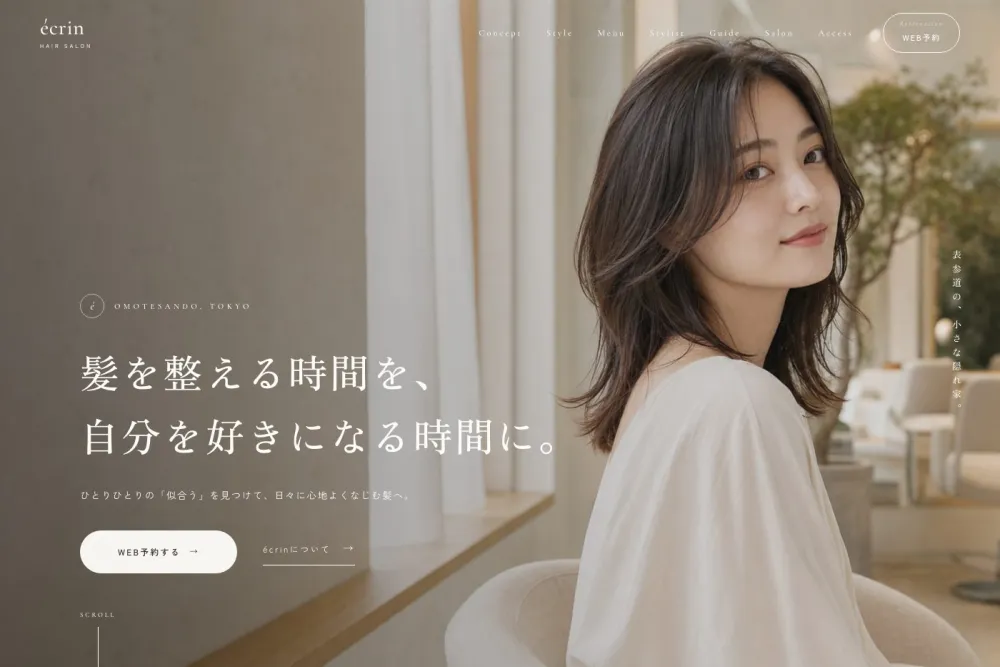 écrin
HAIR SALON
Concept Style Menu Stylist Guide Salon Access
Reservation
WEB予約
表参道の、小さな隠れ家。
é OMOTESANDO, TOKYO
髪を整える時間を、
自分を好きになる時間に。
ひとりひとりの「似合う」を見つけて、日々に心地よくなじむ髪へ。
WEB予約する →
écrinについて →
SCROLL